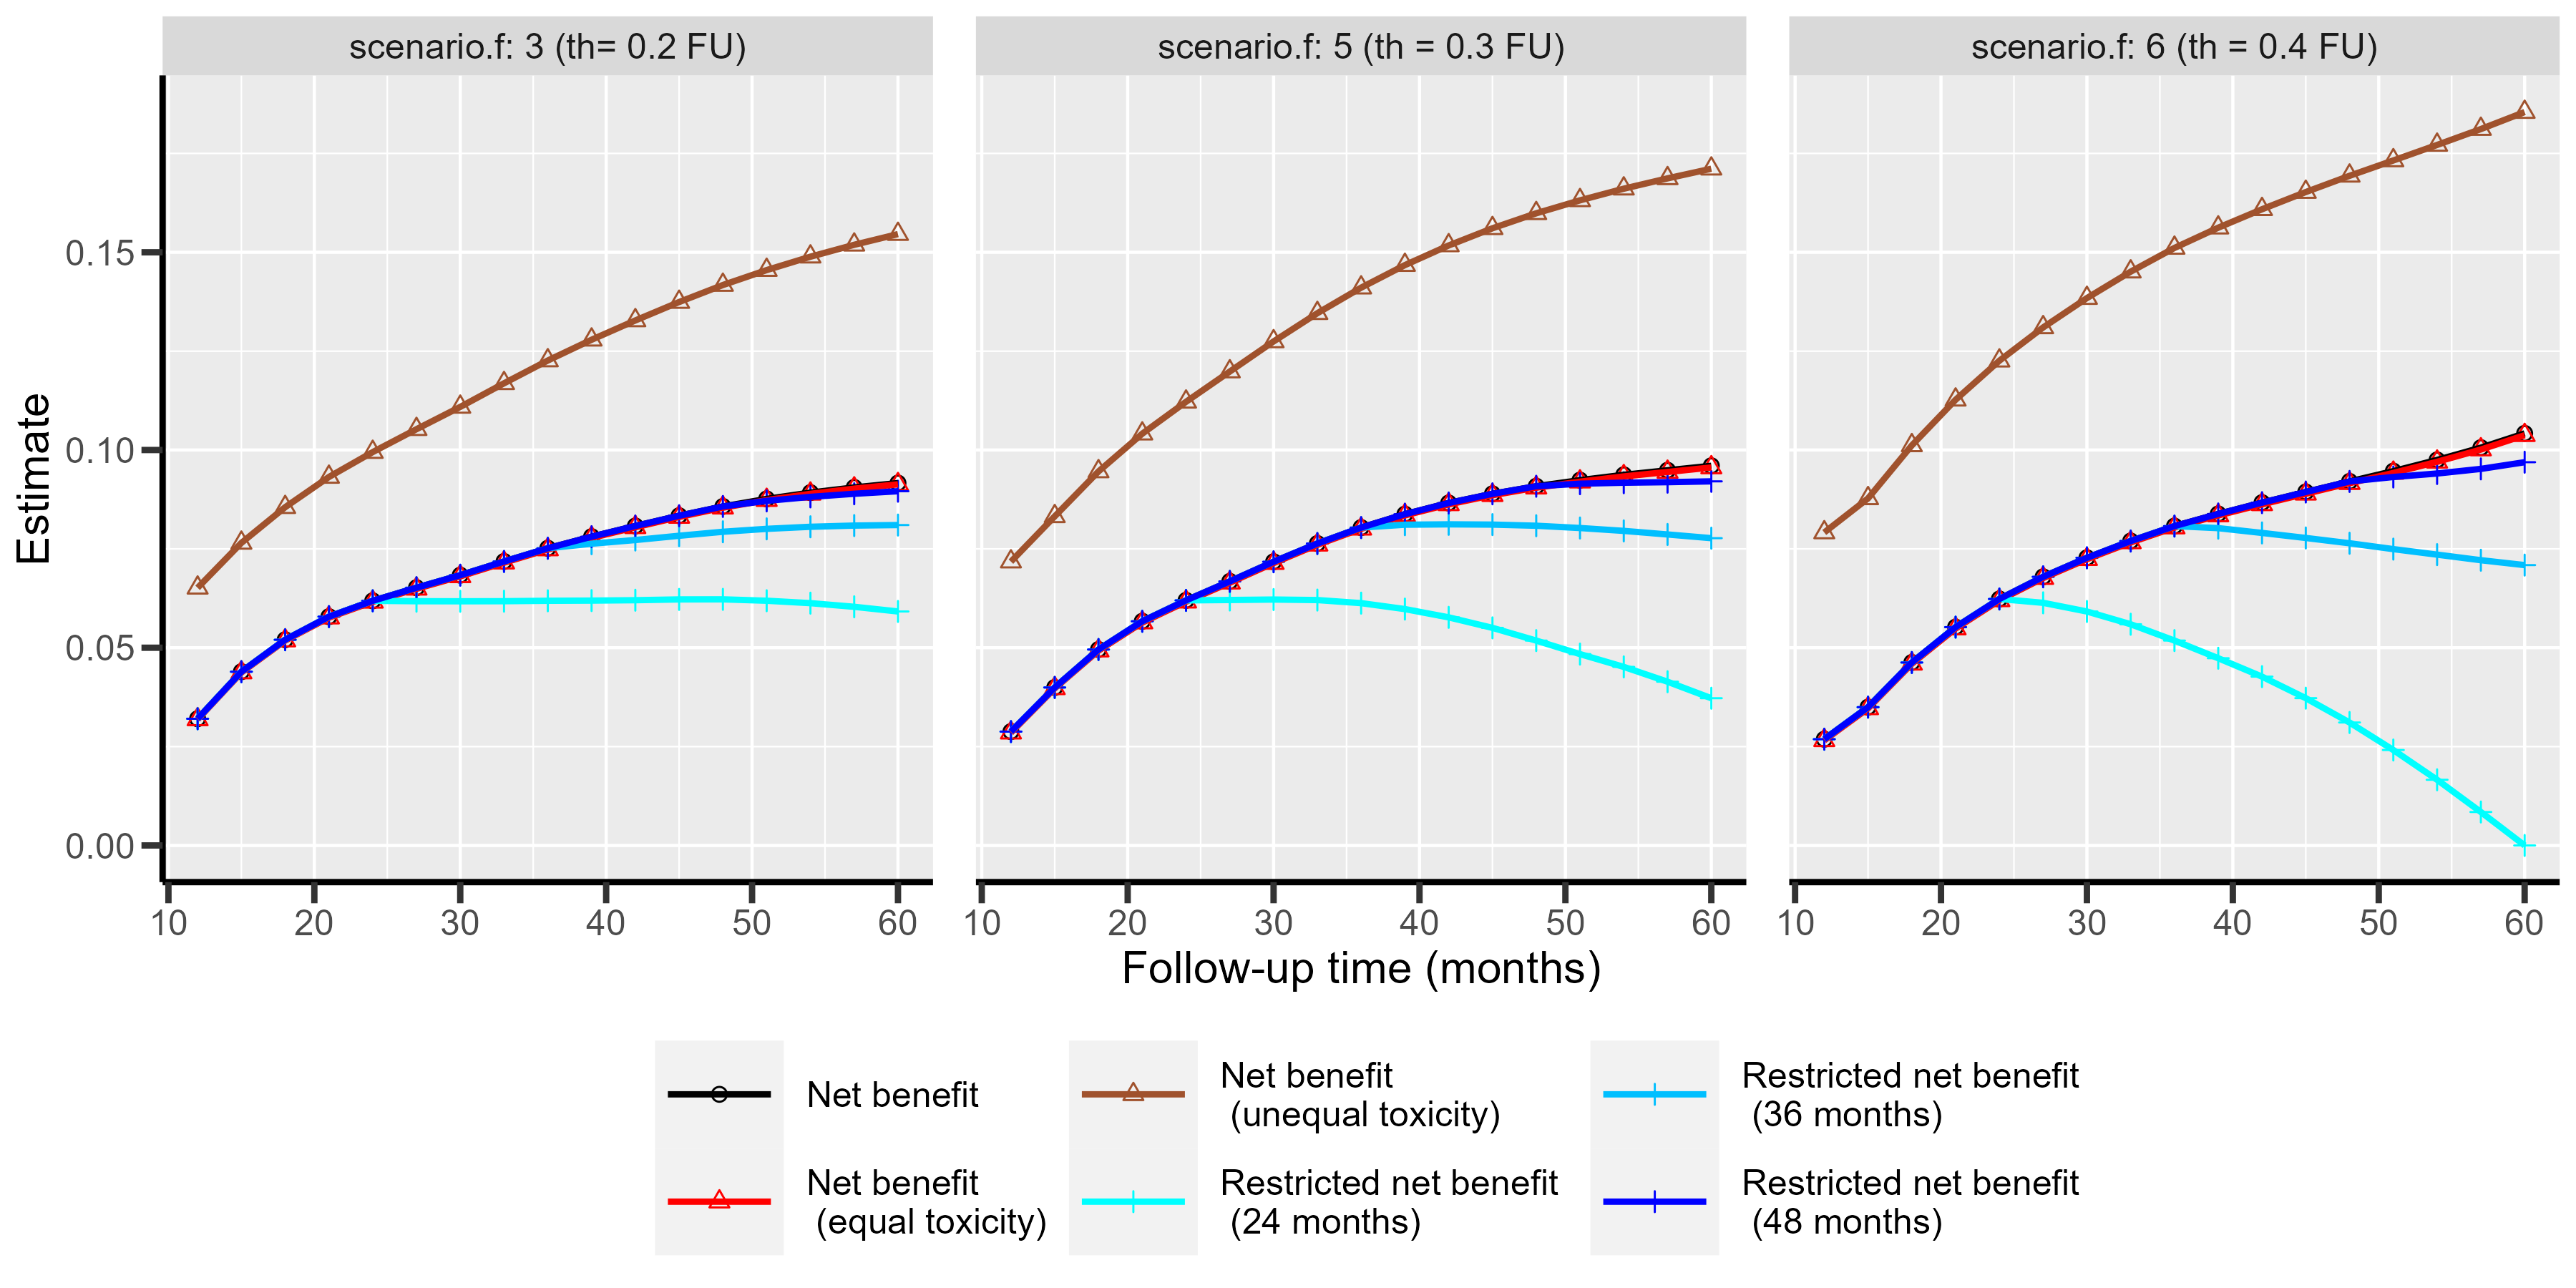 scenario.f: 3 (th= 0.2 FU)
scenario.f: 5 (th = 0.3 FU)
scenario.f: 6 (th = 0.4 FU)
Estimate
0.15
0.10
0.05
0.00
10 20 30 40 50 60
10 20 30 40 50 60
10 20 30 40 50 60
Follow-up time (months)
Net benefit
Net benefit
(equal toxicity)
Net benefit
(unequal toxicity)
Restricted net benefit
(24 months)
Restricted net benefit
(36 months)
Restricted net benefit
(48 months)